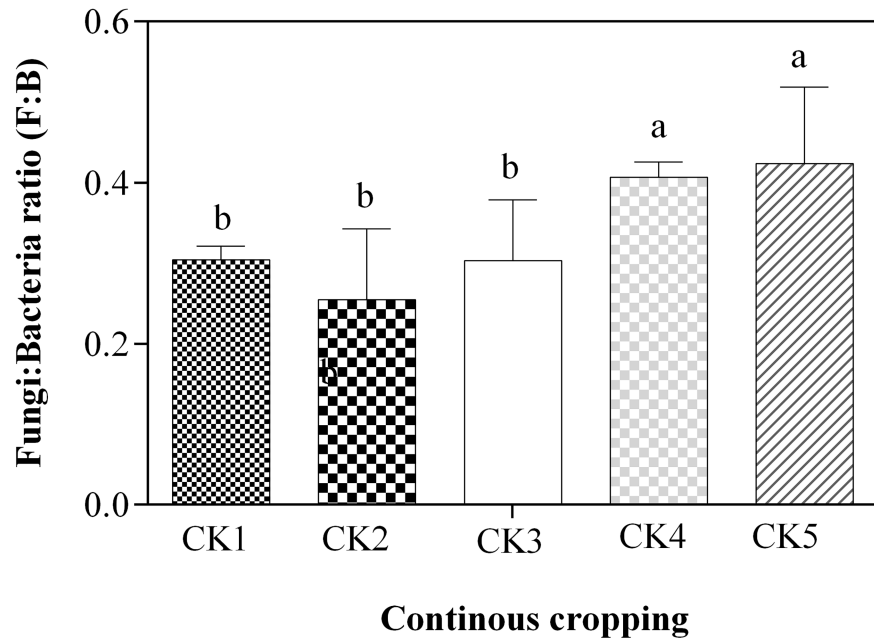 Fungi:Bacteria ratio (F:B)
0.6
0.4
0.2
0.0
b
b
b
a
a
b
CK1
CK2
CK3
CK4
CK5
Continous cropping